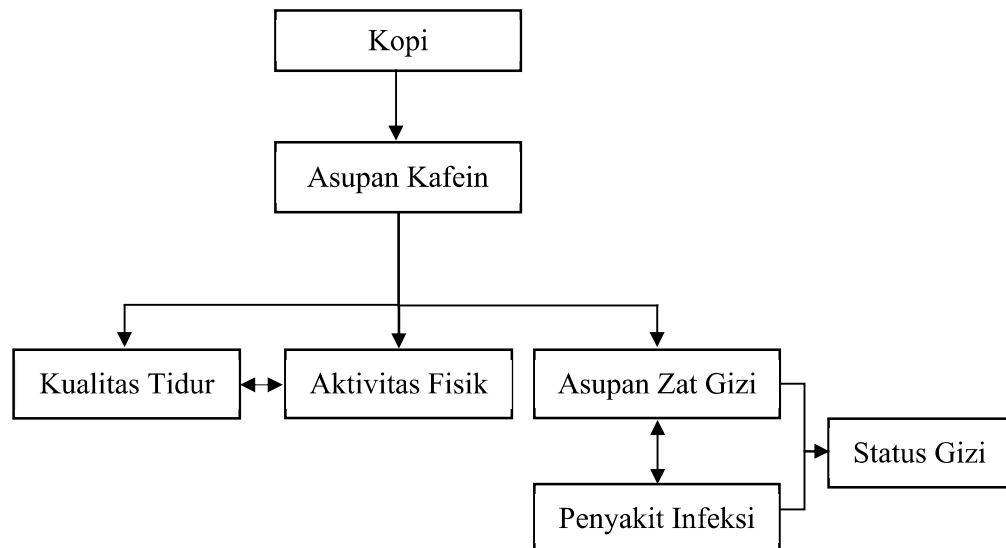 Kopi
Asupan Kafein
Kualitas Tidur
Aktivitas Fisik
Asupan Zat Gizi
Status Gizi
Penyakit Infeksi